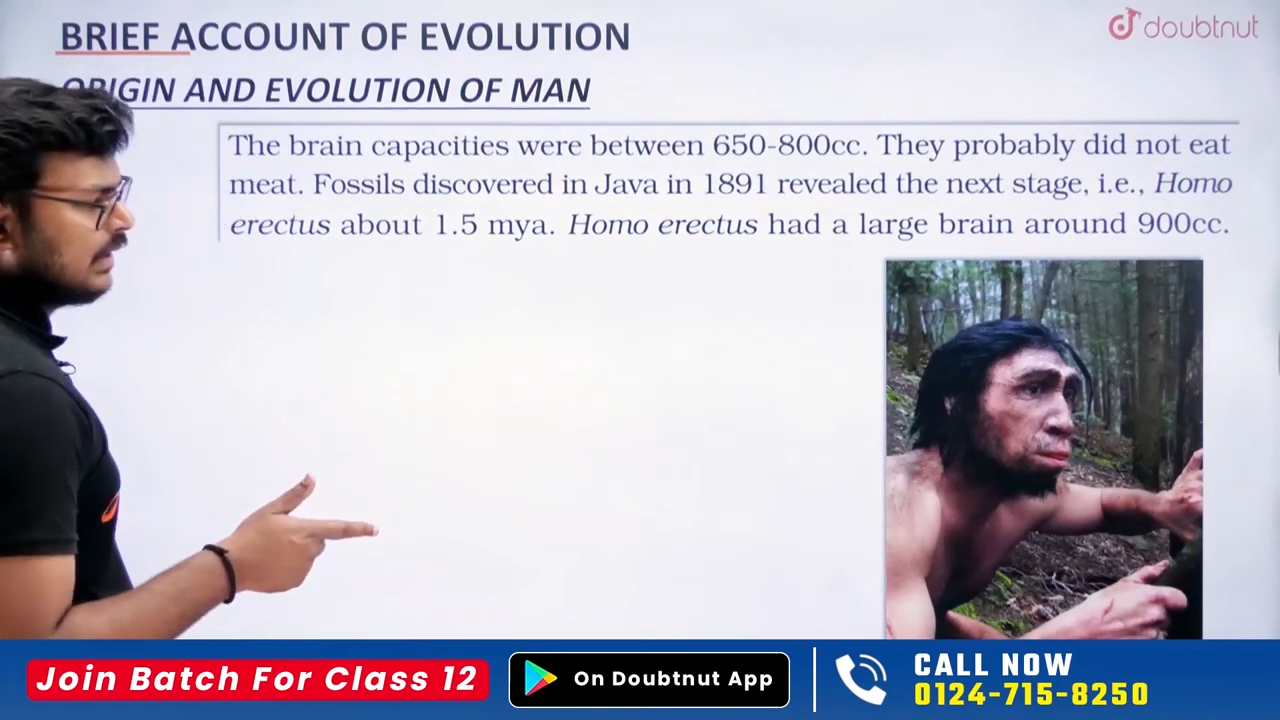 BRIEF ACCOUNT OF EVOLUTION
doubtnut
ORIGIN AND EVOLUTION OF MAN
The brain capacities were between 650-800cc. They probably did not eat
meat. Fossils discovered in Java in 1891 revealed the next stage, i.e., Homo
erectus about 1.5 mya. Homo erectus had a large brain around 900cc.
Join Batch For Class 12
On Doubtnut App
CALL NOW
0124-715-8250